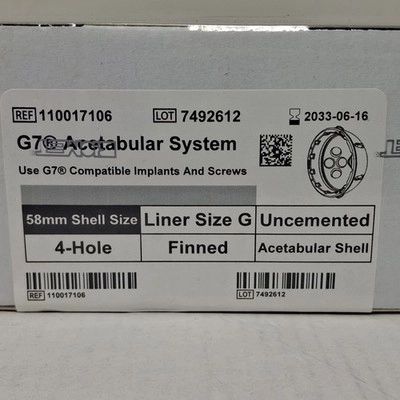 REF 110017106 LOT 7492612 2033-06-16
G7® Acetabular System
Use G7® Compatible Implants And Screws
58mm Shell Size Liner Size G Uncemented
4-Hole Finned Acetabular Shell
REF 110017106 LOT 7492612